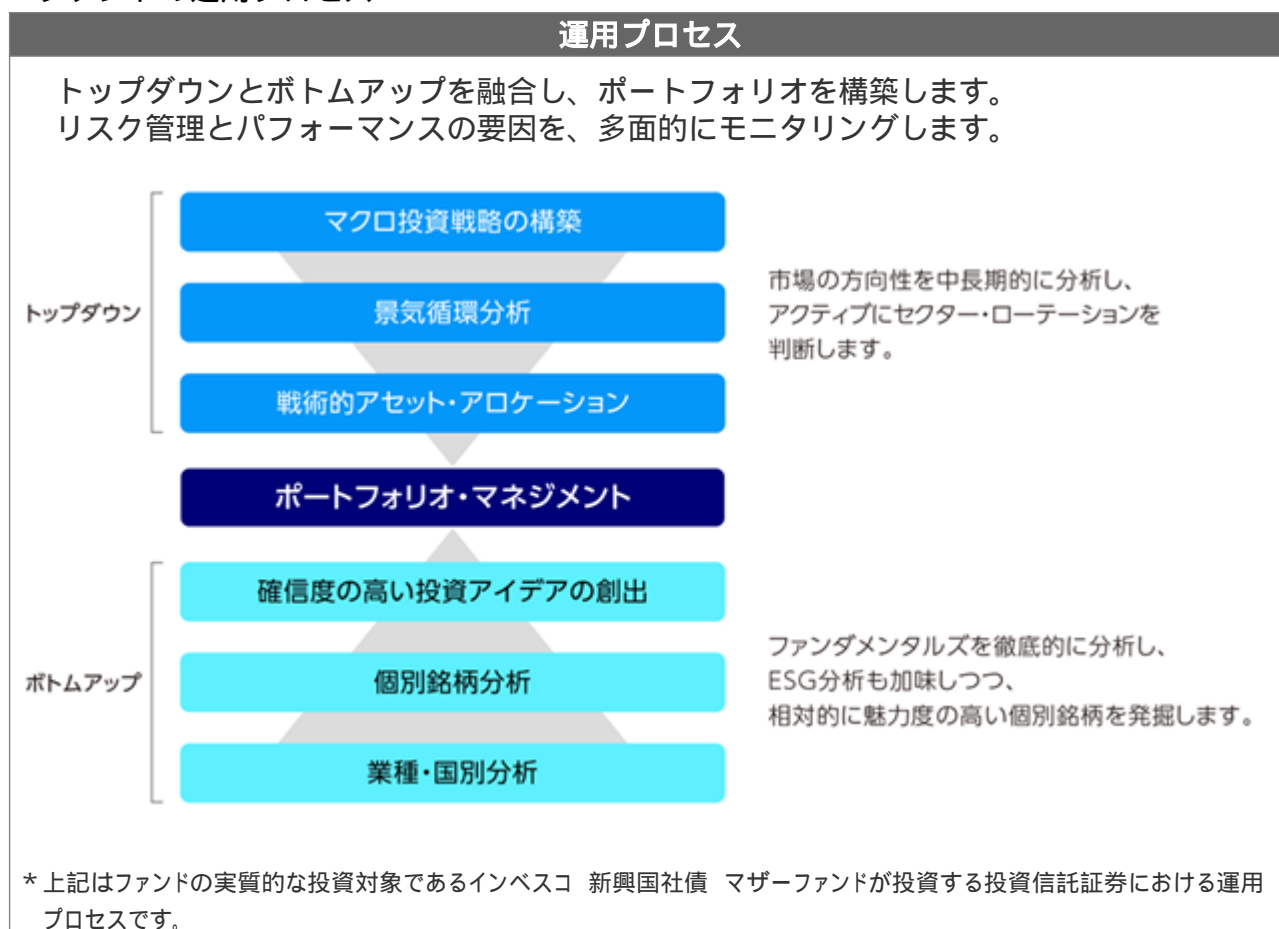 運用プロセス
トップダウンとボトムアップを融合し、ポートフォリオを構築します。
リスク管理とパフォーマンスの要因を、多面的にモニタリングします。
トップダウン
マクロ投資戦略の構築
景気循環分析
戦術的アセット・アロケーション
市場の方向性を中長期的に分析し、
アクティブにセクター・ローテーションを
判断します。
ポートフォリオ・マネジメント
ボトムアップ
確信度の高い投資アイデアの創出
個別銘柄分析
業種・国別分析
ファンダメンタルズを徹底的に分析し、
ESG分析も加味しつつ、
相対的に魅力度の高い個別銘柄を発掘します。
*上記はファンドの実質的な投資対象であるインベスコ 新興国社債 マザーファンドが投資する投資信託証券における運用
プロセスです。